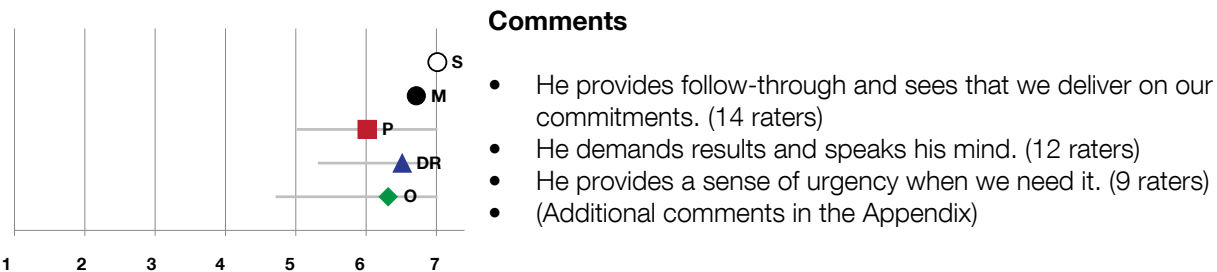 Comments
S
M
P
DR
O
1 2 3 4 5 6 7
• He provides follow-through and sees that we deliver on our
commitments. (14 raters)
• He demands results and speaks his mind. (12 raters)
• He provides a sense of urgency when we need it. (9 raters)
• (Additional comments in the Appendix)